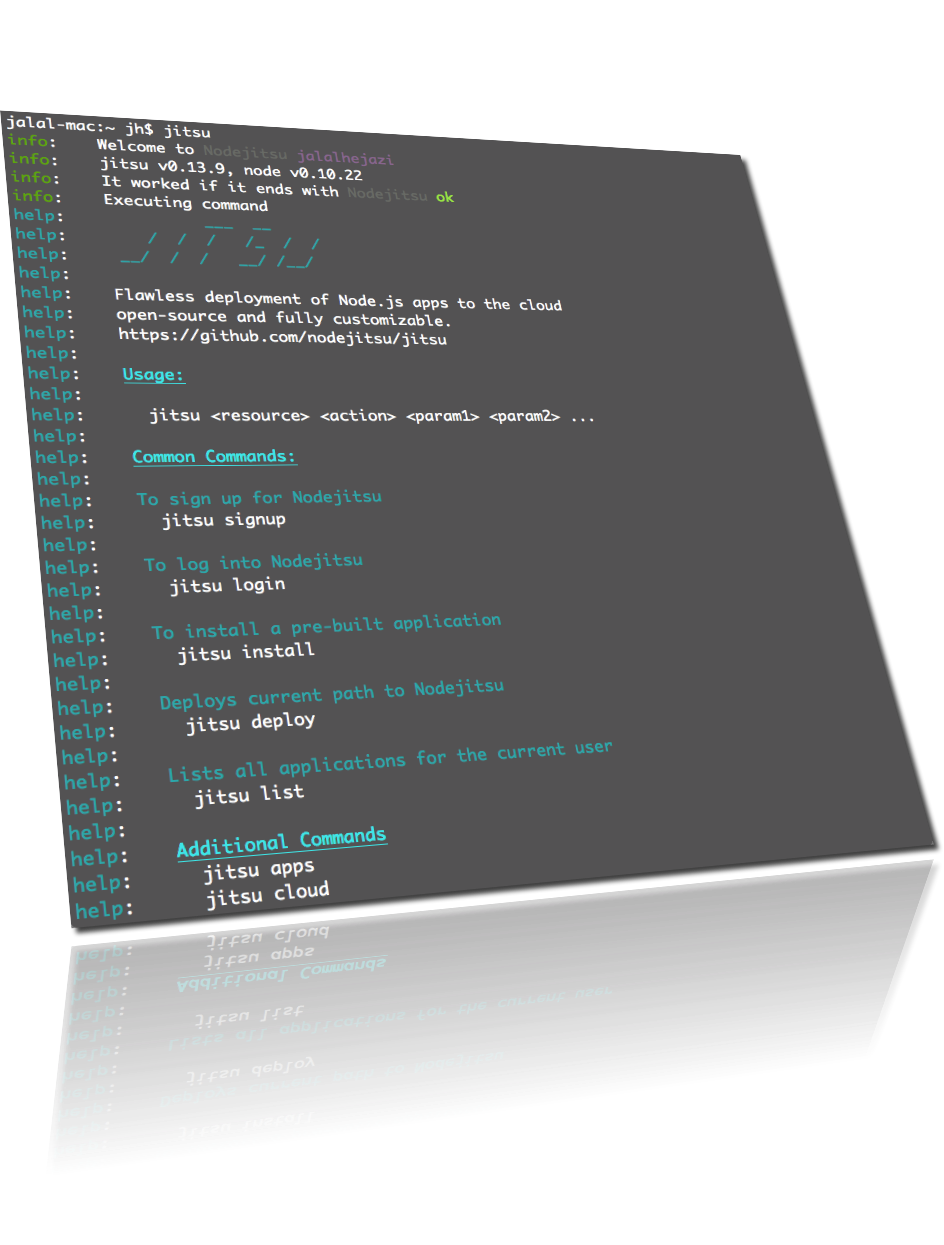 jalal-mac:~ jh$ jitsu
info: Welcome to Nodejitsu jalalhejazi
info: jitsu v0.13.9, node v0.10.22
info: It worked if it ends with Nodejitsu ok
info: Executing command
help: ___ __
help: / / / /_ / /
help: __/ / / __/ /__/
help:
help: Flawless deployment of Node.js apps to the cloud
help: open-source and fully customizable.
help: https://github.com/nodejitsu/jitsu
help:
help: Usage:
help:
help: jitsu <resource> <action> <param1> <param2> ...
help:
help: Common Commands:
help:
help: To sign up for Nodejitsu
help: jitsu signup
help:
help: To log into Nodejitsu
help: jitsu login
help:
help: To install a pre-built application
help: jitsu install
help:
help: Deploys current path to Nodejitsu
help: jitsu deploy
help:
help: Lists all applications for the current user
help: jitsu list
help:
help: Additional Commands
help: jitsu apps
help: jitsu cloud